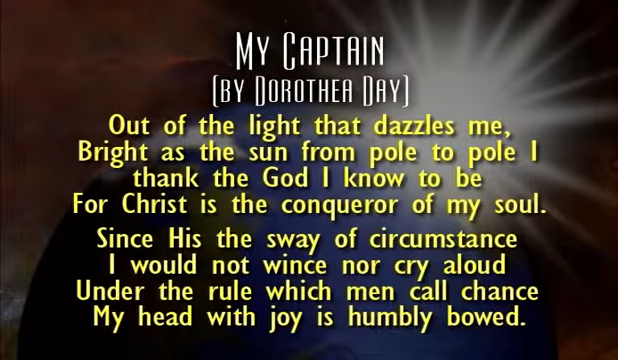 My Captain
(by Dorothea Day)
Out of the light that dazzles me,
Bright as the sun from pole to pole I
thank the God I know to be
For Christ is the conqueror of my soul.
Since His the sway of circumstance
I would not wince nor cry aloud
Under the rule which men call chance
My head with joy is humbly bowed.